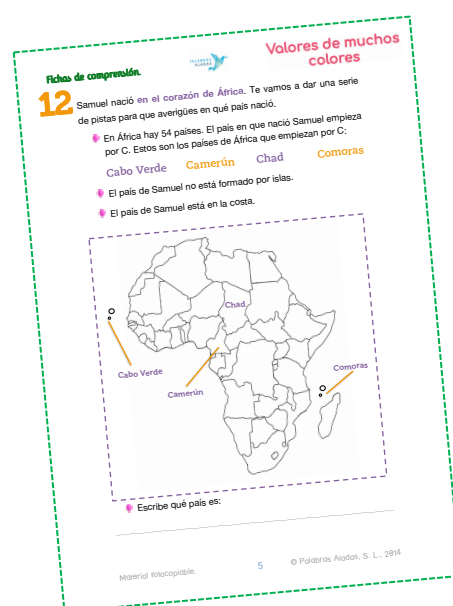 Valores de muchos
colores
PALABRAS
ALADAS
Fichas de comprensión
12
Samuel nació en el corazón de África. Te vamos a dar una serie
de pistas para que averigües en qué país nació.
En África hay 54 países. El país en que nació Samuel empieza
por C. Estos son los países de África que empiezan por C:
Cabo Verde Camerún Chad Comoras
El país de Samuel no está formado por islas.
El país de Samuel está en la costa.
Chad
Cabo Verde
Camerún
Comoras
Escribe qué país es:
Material fotocopiable.
5
© Palabras Aladas, S. L., 2014